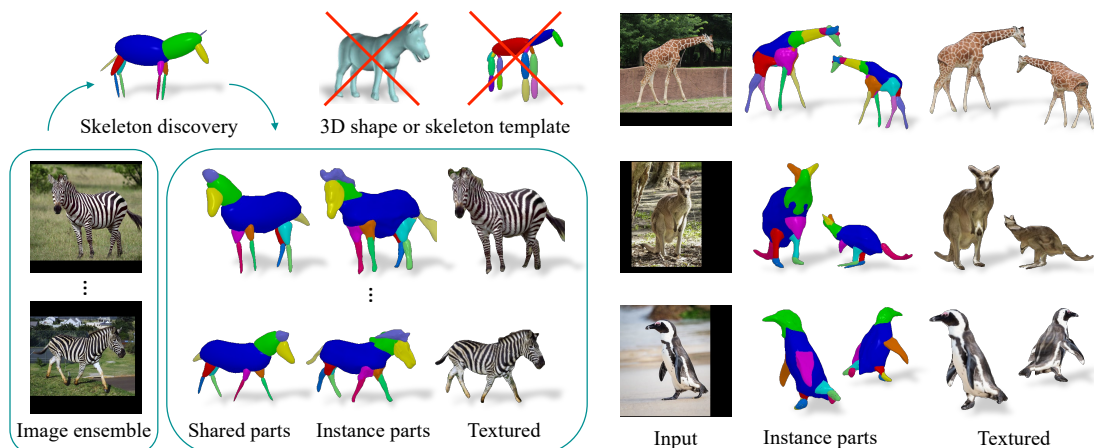 Skeleton discovery
3D shape or skeleton template
Image ensemble
Shared parts
Instance parts
Textured
Input
Instance parts
Textured